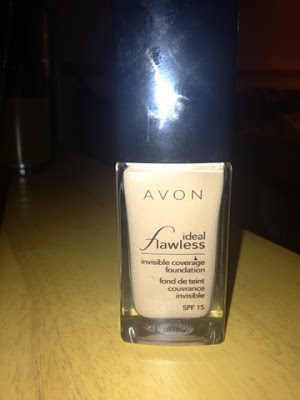 AVON
ideal
flawless
invisible coverage
foundation
fond de teint
couvrance
invisible
SPF 15